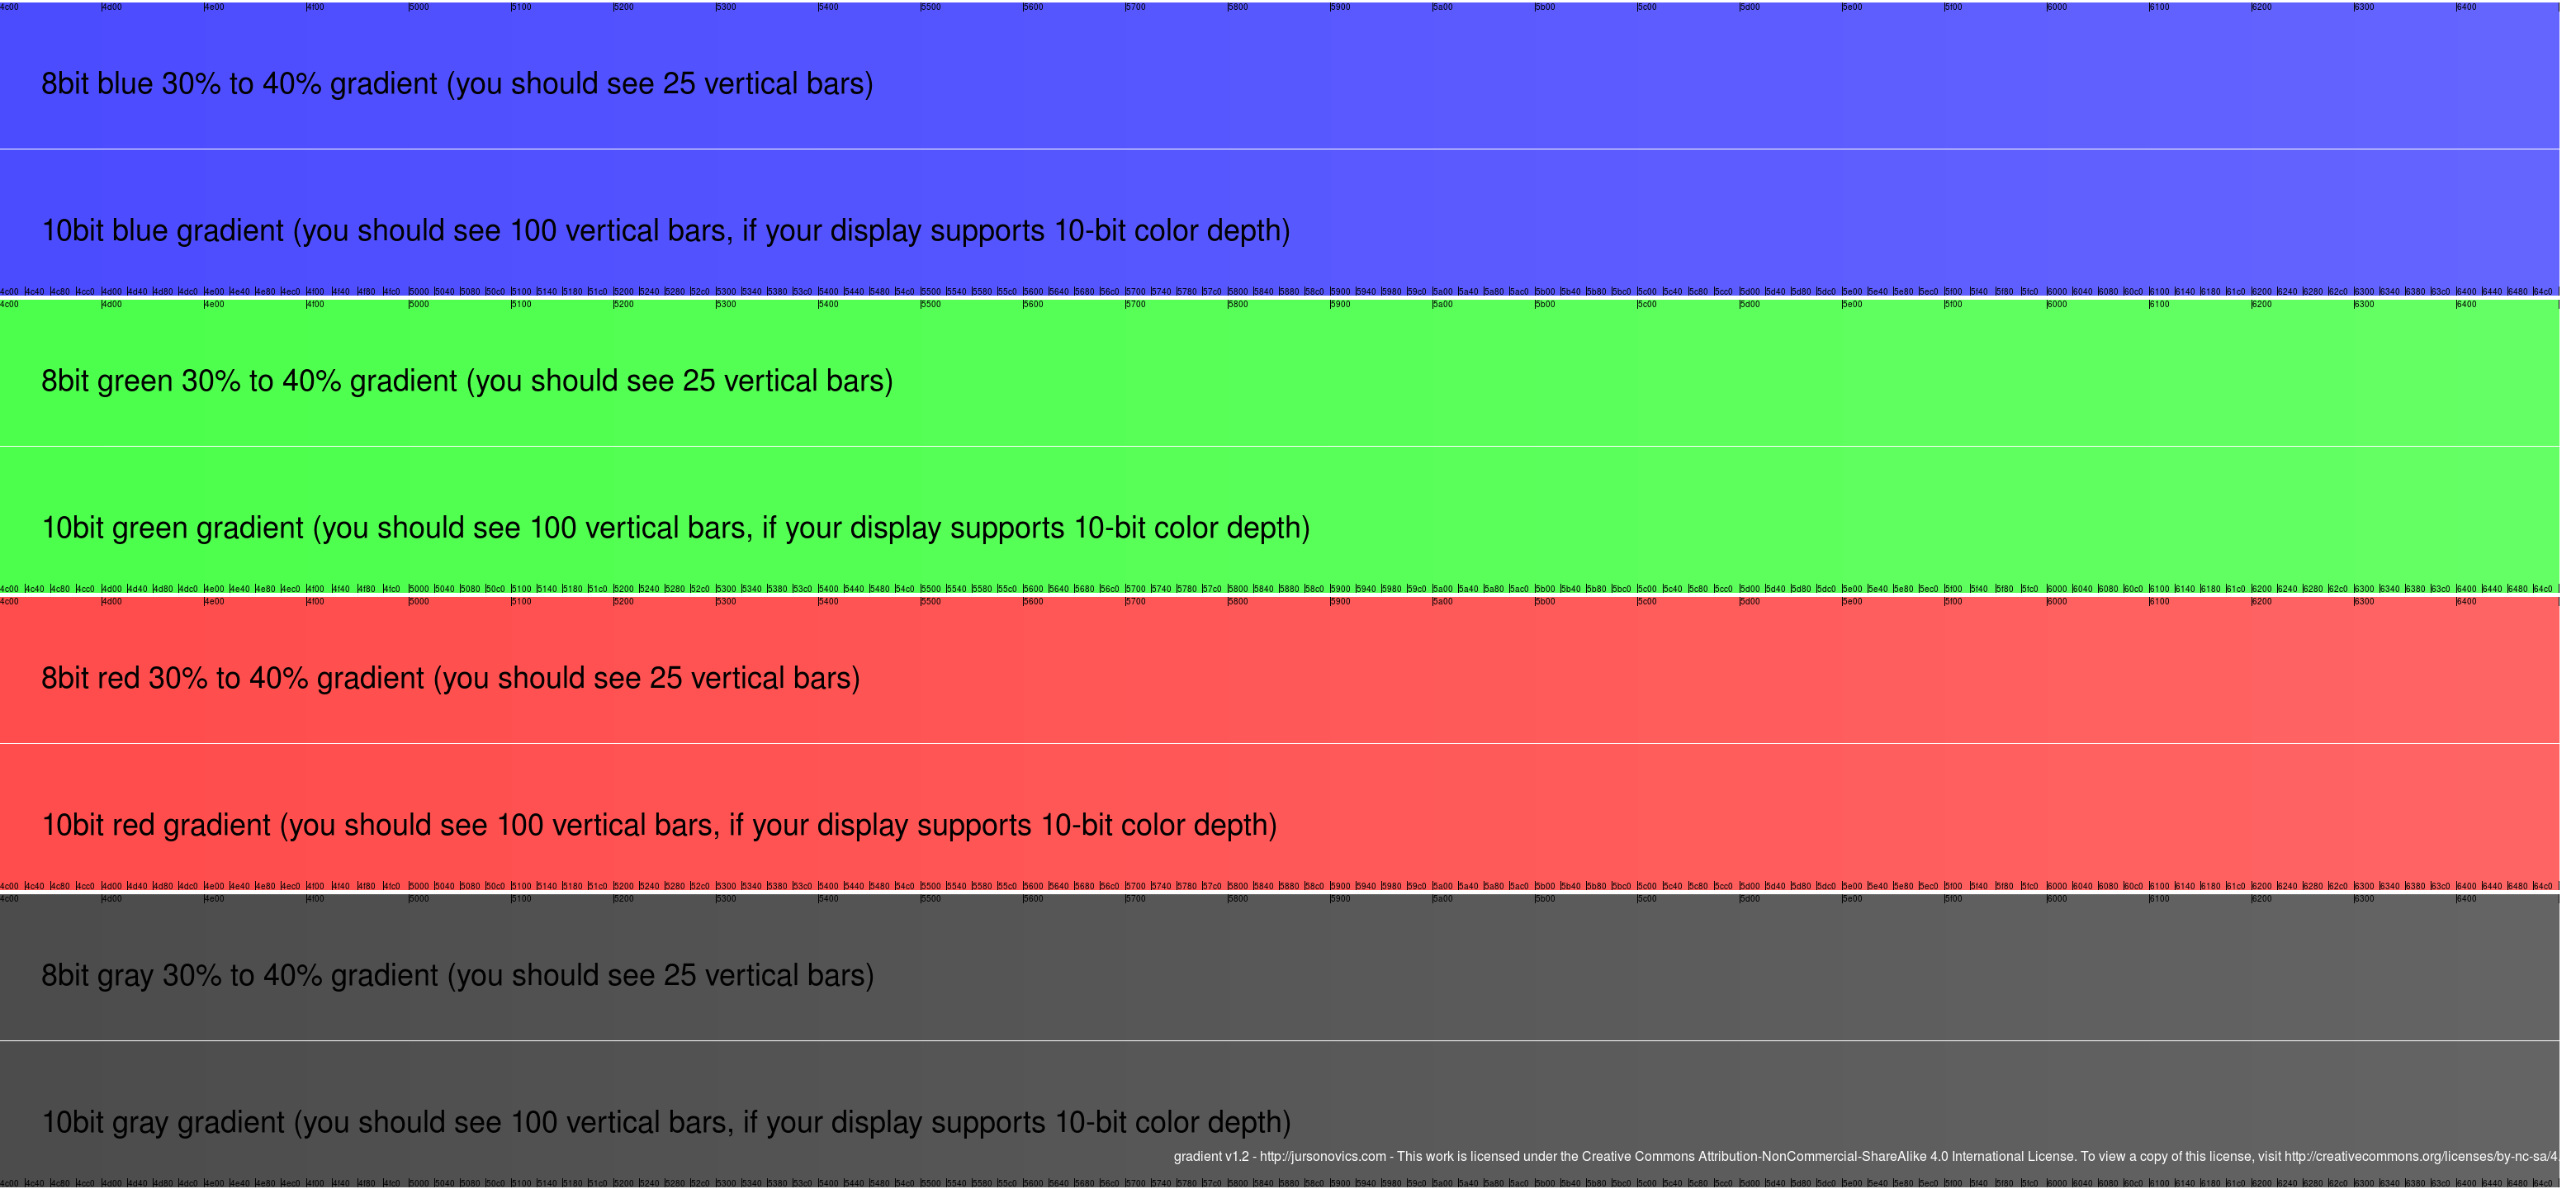 4c00 4d00 4e00 4f00 5000 5100 5200 5300 5400 5500 5600 5700 5800 5900 5a00 5b00 5c00 5d00 5e00 5f00 6000 6100 6200 6300 6400
8bit blue 30% to 40% gradient (you should see 25 vertical bars)
10bit blue gradient (you should see 100 vertical bars, if your display supports 10-bit color depth)
4c00 4c40 4c80 4cc0 4d00 4d40 4d80 4dc0 4e00 4e40 4e80 4ec0 4f00 4f40 4f80 4fc0 5000 5040 5080 50c0 5100 5140 5180 51c0 5200 5240 5280 52c0 5300 5340 5380 53c0 5400 5440 5480 54c0 5500 5540 5580 55c0 5600 5640 5680 56c0 5700 5740 5780 57c0 5800 5840 5880 58c0 5900 5940 5980 59c0 5a00 5a40 5a80 5ac0 5b00 5b40 5b80 5bc0 5c00 5c40 5c80 5cc0 5d00 5d40 5d80 5dc0 5e00 5e40 5e80 5ec0 5f00 5f40 5f80 5fc0 6000 6040 6080 60c0 6100 6140 6180 61c0 6200 6240 6280 62c0 6300 6340 6380 63c0 6400 6440 6480 64c0
4c00 4d00 4e00 4f00 5000 5100 5200 5300 5400 5500 5600 5700 5800 5900 5a00 5b00 5c00 5d00 5e00 5f00 6000 6100 6200 6300 6400
8bit green 30% to 40% gradient (you should see 25 vertical bars)
10bit green gradient (you should see 100 vertical bars, if your display supports 10-bit color depth)
4c00 4c40 4c80 4cc0 4d00 4d40 4d80 4dc0 4e00 4e40 4e80 4ec0 4f00 4f40 4f80 4fc0 5000 5040 5080 50c0 5100 5140 5180 51c0 5200 5240 5280 52c0 5300 5340 5380 53c0 5400 5440 5480 54c0 5500 5540 5580 55c0 5600 5640 5680 56c0 5700 5740 5780 57c0 5800 5840 5880 58c0 5900 5940 5980 59c0 5a00 5a40 5a80 5ac0 5b00 5b40 5b80 5bc0 5c00 5c40 5c80 5cc0 5d00 5d40 5d80 5dc0 5e00 5e40 5e80 5ec0 5f00 5f40 5f80 5fc0 6000 6040 6080 60c0 6100 6140 6180 61c0 6200 6240 6280 62c0 6300 6340 6380 63c0 6400 6440 6480 64c0
4c00 4d00 4e00 4f00 5000 5100 5200 5300 5400 5500 5600 5700 5800 5900 5a00 5b00 5c00 5d00 5e00 5f00 6000 6100 6200 6300 6400
8bit red 30% to 40% gradient (you should see 25 vertical bars)
10bit red gradient (you should see 100 vertical bars, if your display supports 10-bit color depth)
4c00 4c40 4c80 4cc0 4d00 4d40 4d80 4dc0 4e00 4e40 4e80 4ec0 4f00 4f40 4f80 4fc0 5000 5040 5080 50c0 5100 5140 5180 51c0 5200 5240 5280 52c0 5300 5340 5380 53c0 5400 5440 5480 54c0 5500 5540 5580 55c0 5600 5640 5680 56c0 5700 5740 5780 57c0 5800 5840 5880 58c0 5900 5940 5980 59c0 5a00 5a40 5a80 5ac0 5b00 5b40 5b80 5bc0 5c00 5c40 5c80 5cc0 5d00 5d40 5d80 5dc0 5e00 5e40 5e80 5ec0 5f00 5f40 5f80 5fc0 6000 6040 6080 60c0 6100 6140 6180 61c0 6200 6240 6280 62c0 6300 6340 6380 63c0 6400 6440 6480 64c0
4c00 4d00 4e00 4f00 5000 5100 5200 5300 5400 5500 5600 5700 5800 5900 5a00 5b00 5c00 5d00 5e00 5f00 6000 6100 6200 6300 6400
8bit gray 30% to 40% gradient (you should see 25 vertical bars)
10bit gray gradient (you should see 100 vertical bars, if your display supports 10-bit color depth)
gradient v1.2 - http://jursonovics.com - This work is licensed under the Creative Commons Attribution-NonCommercial-ShareAlike 4.0 International License. To view a copy of this license, visit http://creativecommons.org/licenses/by-nc-sa/4.
4c00 4c40 4c80 4cc0 4d00 4d40 4d80 4dc0 4e00 4e40 4e80 4ec0 4f00 4f40 4f80 4fc0 5000 5040 5080 50c0 5100 5140 5180 51c0 5200 5240 5280 52c0 5300 5340 5380 53c0 5400 5440 5480 54c0 5500 5540 5580 55c0 5600 5640 5680 56c0 5700 5740 5780 57c0 5800 5840 5880 58c0 5900 5940 5980 59c0 5a00 5a40 5a80 5ac0 5b00 5b40 5b80 5bc0 5c00 5c40 5c80 5cc0 5d00 5d40 5d80 5dc0 5e00 5e40 5e80 5ec0 5f00 5f40 5f80 5fc0 6000 6040 6080 60c0 6100 6140 6180 61c0 6200 6240 6280 62c0 6300 6340 6380 63c0 6400 6440 6480 64c0